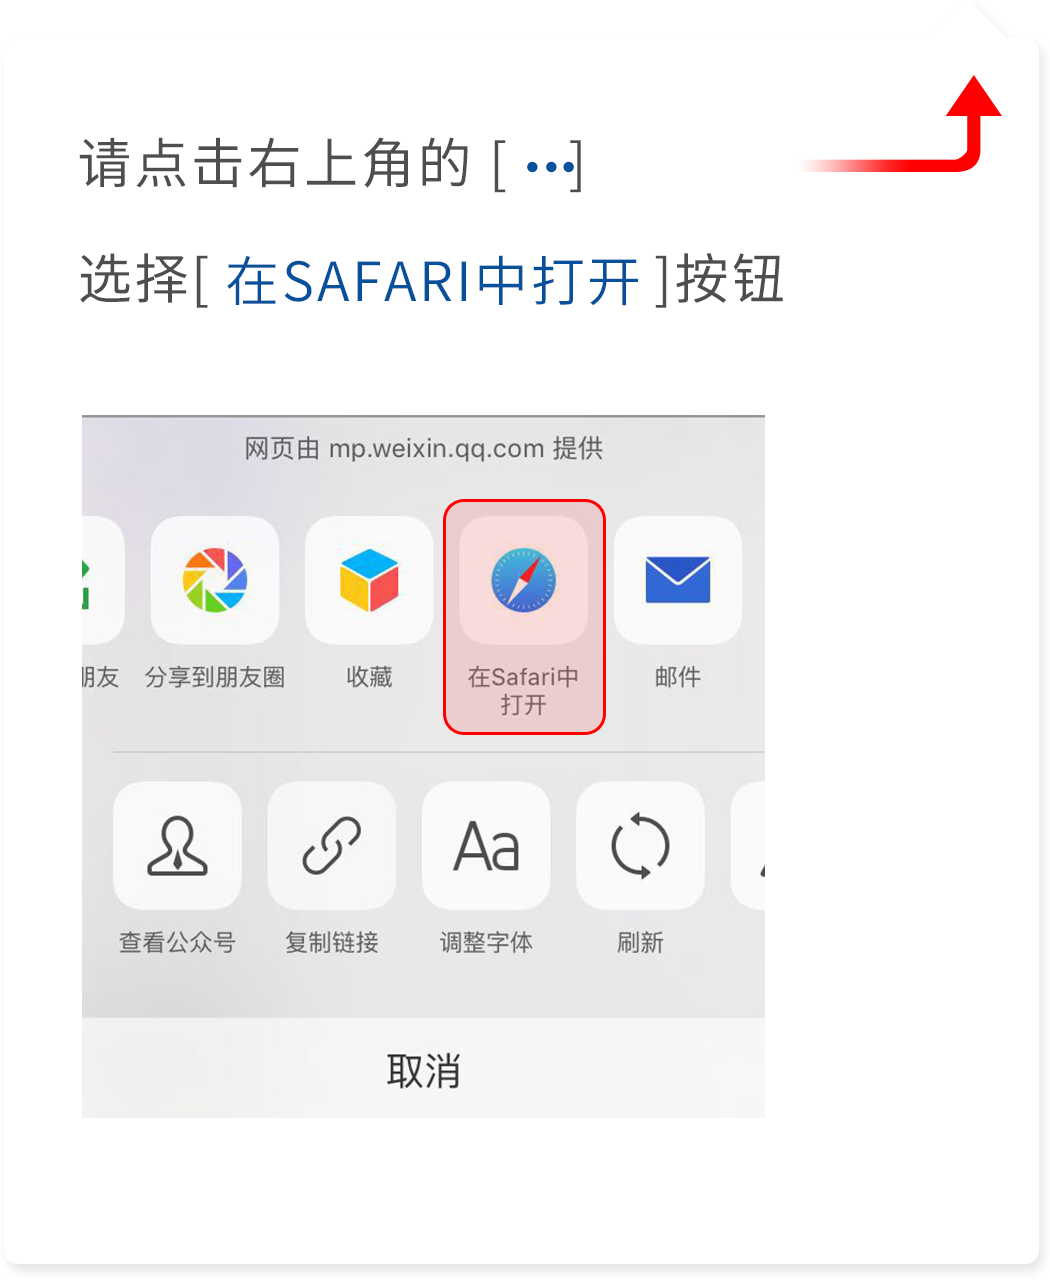 请点击右上角的 [ •••]
选择[ 在SAFARI中打开 ]按钮
网页由 mp.weixin.qq.com 提供
朋友 分享到朋友圈 收藏 在Safari中 邮件
打开
Aa
查看公众号 复制链接 调整字体 刷新
取消